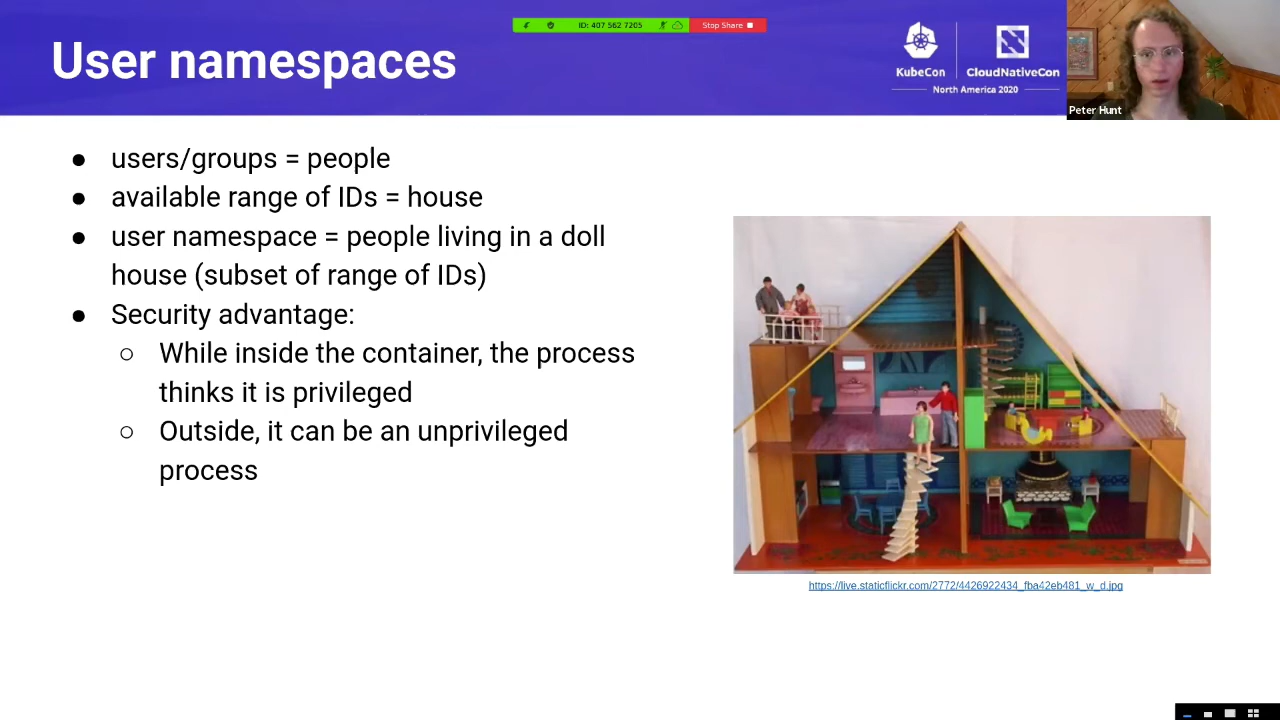 ID: 407 562 7205
Stop Share
User namespaces
KubeCon
CloudNativeCon
North America 2020
Peter Hunt
● users/groups = people
● available range of IDs = house
● user namespace = people living in a doll
house (subset of range of IDs)
● Security advantage:
○ While inside the container, the process
thinks it is privileged
○ Outside, it can be an unprivileged
process
https://live.staticflickr.com/2772/4426922434_fba42eb481_w_d.jpg